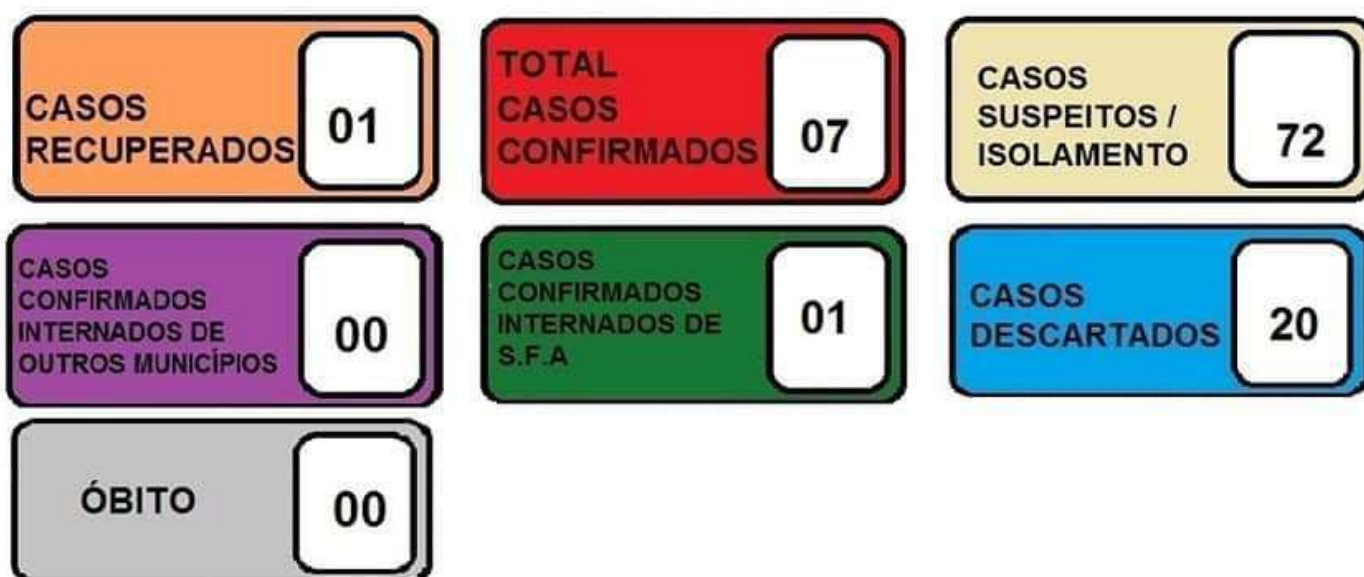 CASOS
RECUPERADOS
01
TOTAL
CASOS
CONFIRMADOS
07
CASOS
SUSPEITOS /
ISOLAMENTO
72
CASOS
CONFIRMADOS
INTERNADOS DE
OUTROS MUNICÍPIOS
00
CASOS
CONFIRMADOS
INTERNADOS DE
S.F.A
01
CASOS
DESCARTADOS
20
ÓBITO
00